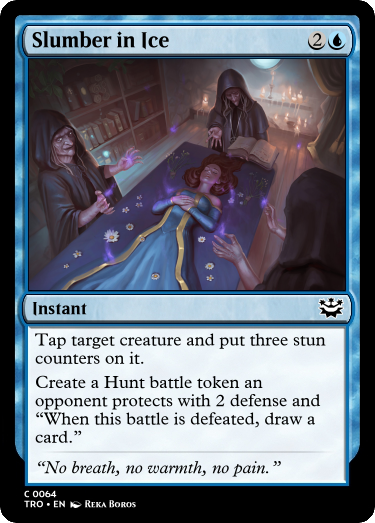 Slumber in Ice 2
Instant
Tap target creature and put three stun
counters on it.
Create a Hunt battle token an
opponent protects with 2 defense and
“When this battle is defeated, draw a
card.”
“No breath, no warmth, no pain.”
C 0064
TRO • EN Reka Boros